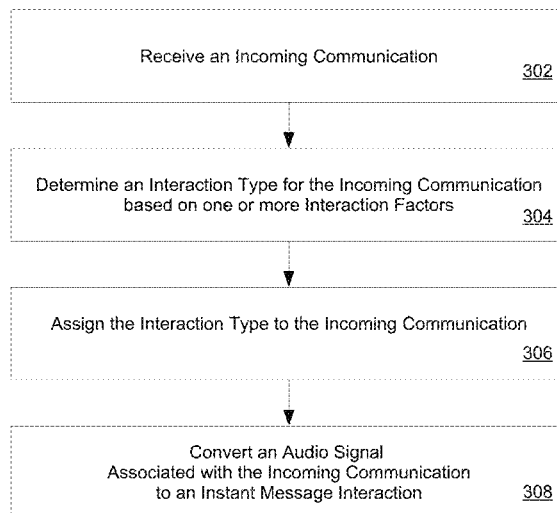 Receive an Incoming Communication
302
Determine an Interaction Type for the Incoming Communication
based on one or more Interaction Factors
304
Assign the Interaction Type to the Incoming Communication
306
Convert an Audio Signal
Associated with the Incoming Communication
to an Instant Message Interaction
308